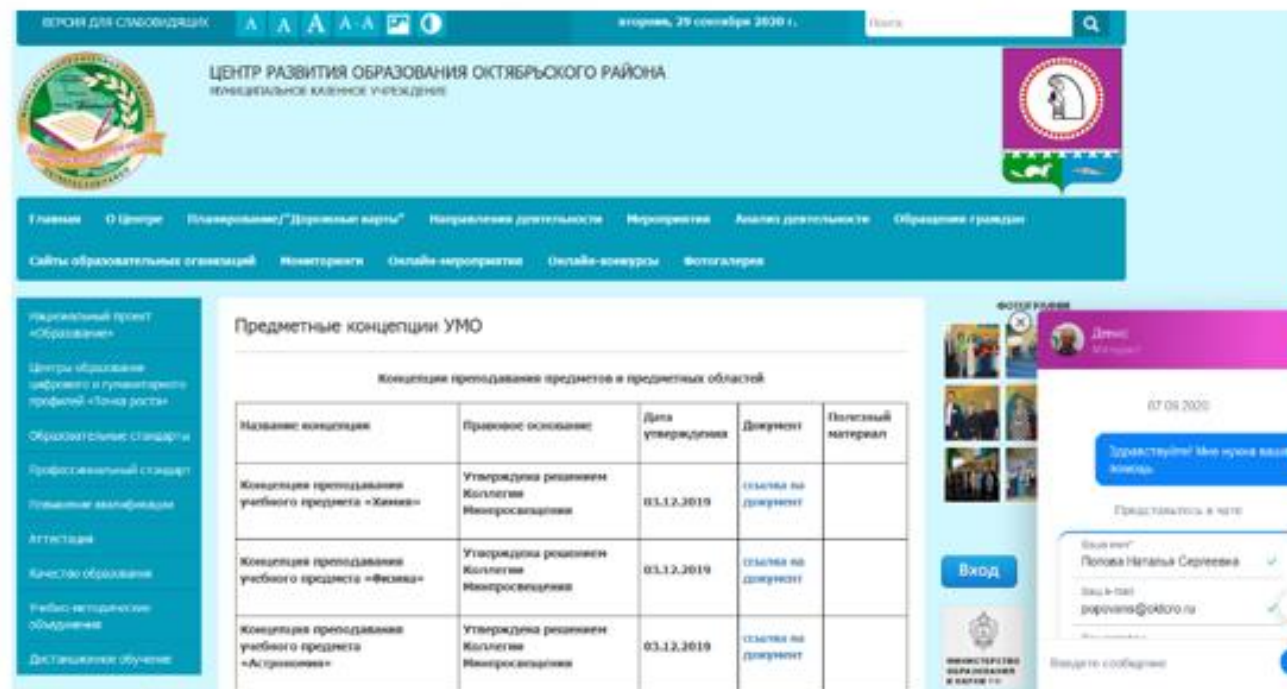 ВЕРСИЯ ДЛЯ СЛАБОВИДЯЩИХ
A A A A-A
вторник, 29 сентября 2020 г.
Поиск
ЦЕНТР РАЗВИТИЯ ОБРАЗОВАНИЯ ОКТЯБРЬСКОГО РАЙОНА
МУНИЦИПАЛЬНОЕ КАЗЕННОЕ УЧРЕЖДЕНИЕ
Главная О Центре Планирование/"Дорожные карты" Направления деятельности Мероприятия Анализ деятельности Обращения граждан
Сайты образовательных организаций Мониторинги Онлайн-мероприятия Онлайн-конкурсы Фотогалерея
Национальный проект
«Образование»
Центры образования
цифрового и гуманитарного
профилей «Точка роста»
Образовательные стандарты
Профессиональный стандарт
Повышение квалификации
Аттестация
Качество образования
Учебно-методические
объединения
Дистанционное обучение
Предметные концепции УМО
Концепции преподавания предметов и предметных областей
Название концепции
Правовое основание
Дата
утверждения
Документ
Полезный
материал
Концепция преподавания
учебного предмета «Химия»
Утверждена решением
Коллегии
Минпросвещения
03.12.2019
ссылка на
документ
Концепция преподавания
учебного предмета «Физика»
Утверждена решением
Коллегии
Минпросвещения
03.12.2019
ссылка на
документ
Концепция преподавания
учебного предмета
«Астрономия»
Утверждена решением
Коллегии
Минпросвещения
03.12.2019
ссылка на
документ
ФОТОГРАФИИ
Вход
МИНИСТЕРСТВО
ОБРАЗОВАНИЯ
И НАУКИ РФ
Денис
07.09.2020
Здравствуйте! Мне нужна ваша
помощь.
Представьтесь в чате
Ваше имя*
Попова Наталья Сергеевна
Ваш e-mail
popovans@oktcro.ru
Введите сообщение